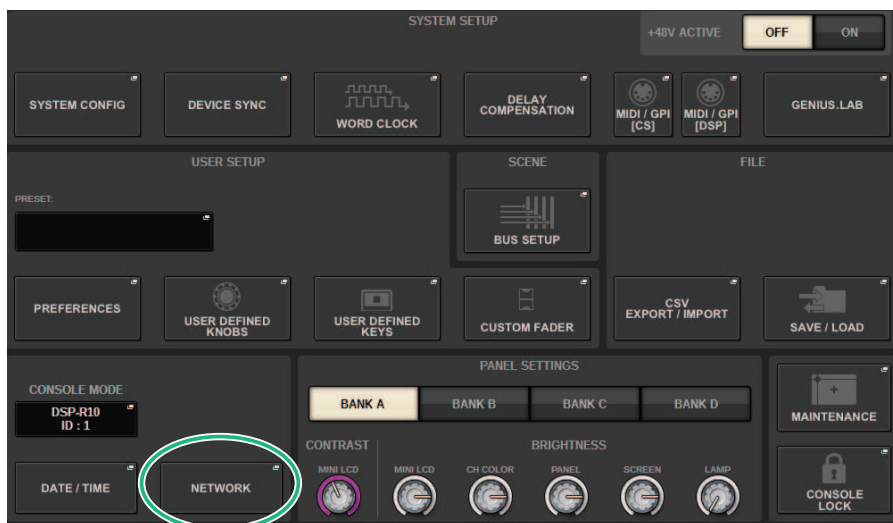 SYSTEM SETUP
+48V ACTIVE
OFF
ON
SYSTEM CONFIG
DEVICE SYNC
WORD CLOCK
DELAY
COMPENSATION
MIDI / GPI
[CS]
MIDI / GPI
[DSP]
GENIUS.LAB
USER SETUP
SCENE
FILE
PRESET:
BUS SETUP
PREFERENCES
USER DEFINED
KNOBS
USER DEFINED
KEYS
CUSTOM FADER
CSV
EXPORT / IMPORT
SAVE / LOAD
CONSOLE MODE
DSP-R10
ID : 1
PANEL SETTINGS
BANK A
BANK B
BANK C
BANK D
MAINTENANCE
CONTRAST
BRIGHTNESS
MINI LCD
MINI LCD
CH COLOR
PANEL
SCREEN
LAMP
DATE / TIME
NETWORK
CONSOLE
LOCK